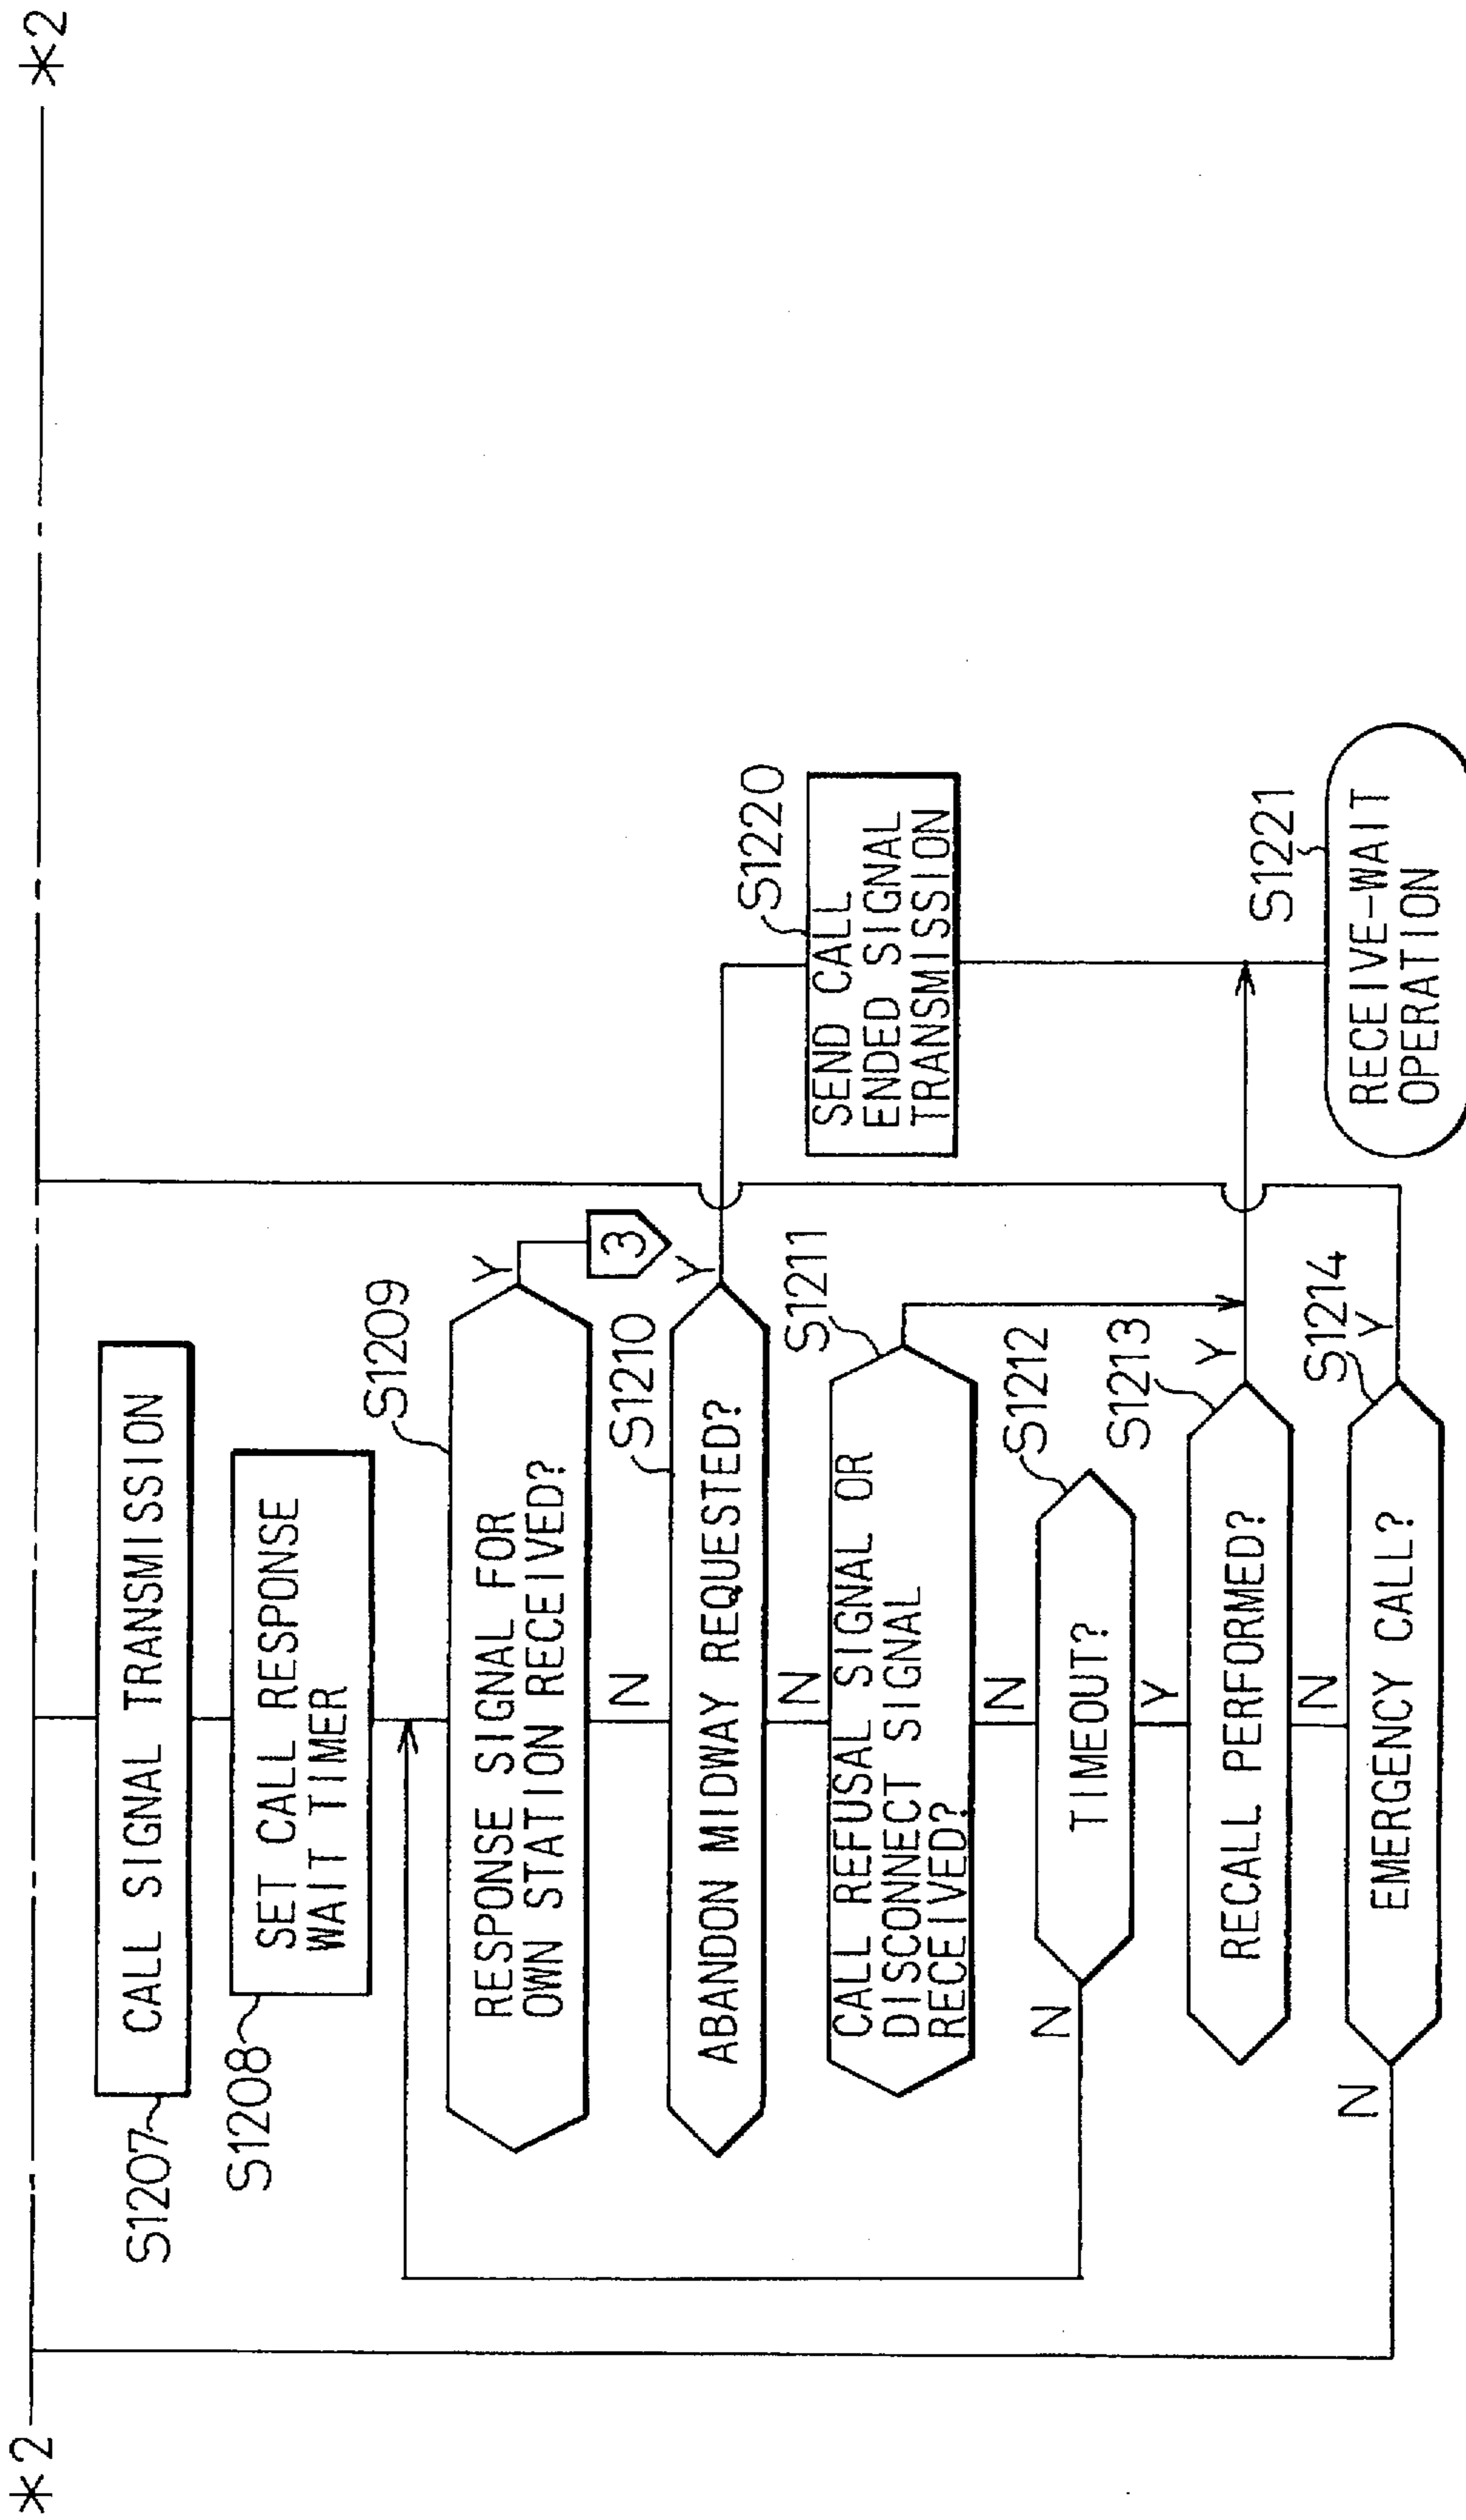 *2
*2
S1207
CALL SIGNAL TRANSMISSION
S1208
SET CALL RESPONSE
WAIT TIMER
S1209
RESPONSE SIGNAL FOR
OWN STATION RECEIVED?
Y
3
N
S1210
ABANDON MIDWAY REQUESTED?
Y
N
S1211
CALL REFUSAL SIGNAL OR
DISCONNECT SIGNAL
RECEIVED?
S1220
SEND CALL
ENDED SIGNAL
TRANSMISSION
N
S1212
TIMEOUT?
N
Y
S1213
RECALL PERFORMED?
Y
N
S1214
EMERGENCY CALL?
N
Y
S1221
RECEIVE-WAIT
OPERATION